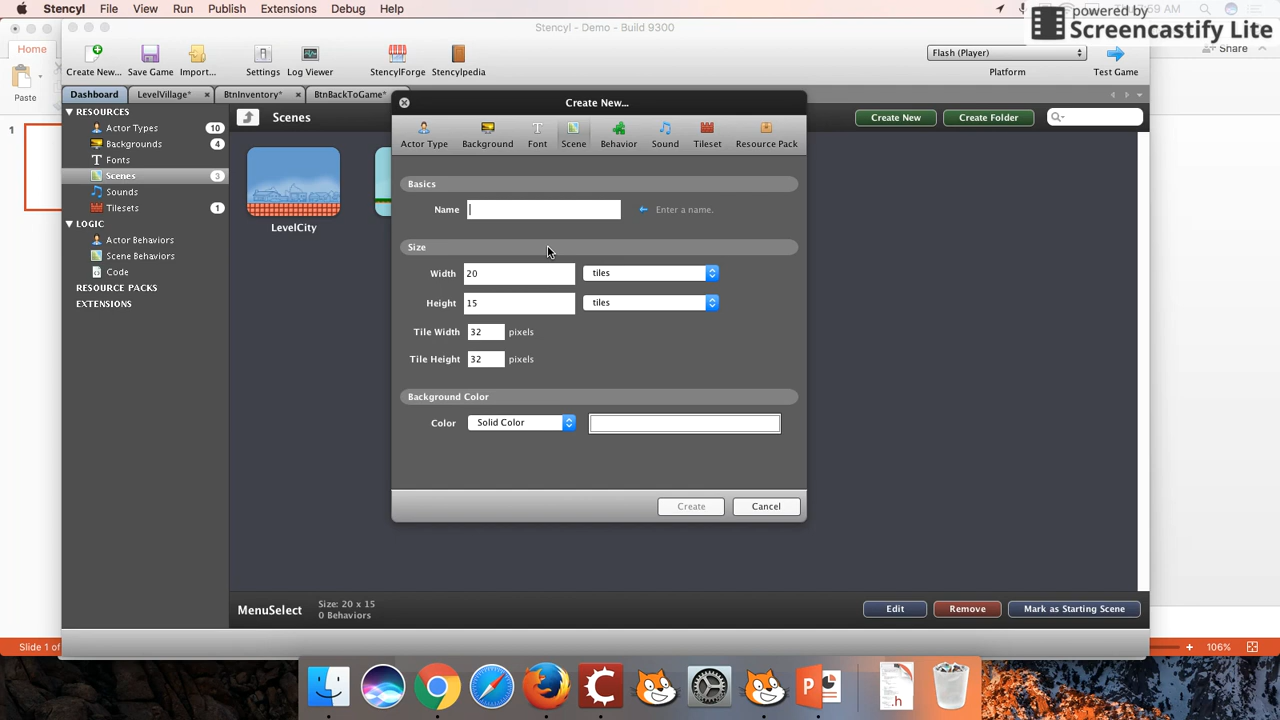 Stencyl File View Run Publish Extensions Debug Help
powered by
Screencastify Lite
Home
Share
Paste
1
Slide 1 of
106%
Stencyl - Demo - Build 9300
Create New... Save Game Import... Settings Log Viewer StencylForge Stencylpedia
Flash (Player)
Platform
Test Game
Dashboard LevelVillage* × BtnInventory* × BtnBackToGame* ×
RESOURCES
Actor Types 10
Backgrounds 4
Fonts
Scenes 3
Sounds
Tilesets 1
LOGIC
Actor Behaviors
Scene Behaviors
Code
RESOURCE PACKS
EXTENSIONS
Scenes
Create New
Create Folder
LevelCity
Create New...
Actor Type Background Font Scene Behavior Sound Tileset Resource Pack
Basics
Name
Enter a name.
Size
Width 20 tiles
Height 15 tiles
Tile Width 32 pixels
Tile Height 32 pixels
Background Color
Color Solid Color
Create
Cancel
MenuSelect
Size: 20 x 15
0 Behaviors
Edit
Remove
Mark as Starting Scene
.h